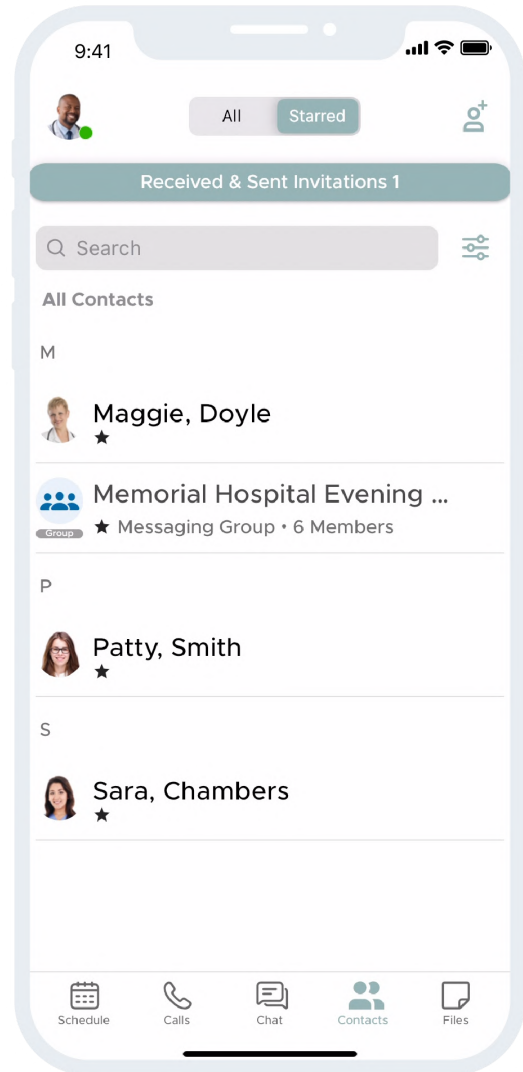 9:41
All
Starred
Received & Sent Invitations 1
Search
All Contacts
M
Maggie, Doyle
Memorial Hospital Evening ...
Group
★ Messaging Group • 6 Members
P
Patty, Smith
S
Sara, Chambers
Schedule
Calls
Chat
Contacts
Files